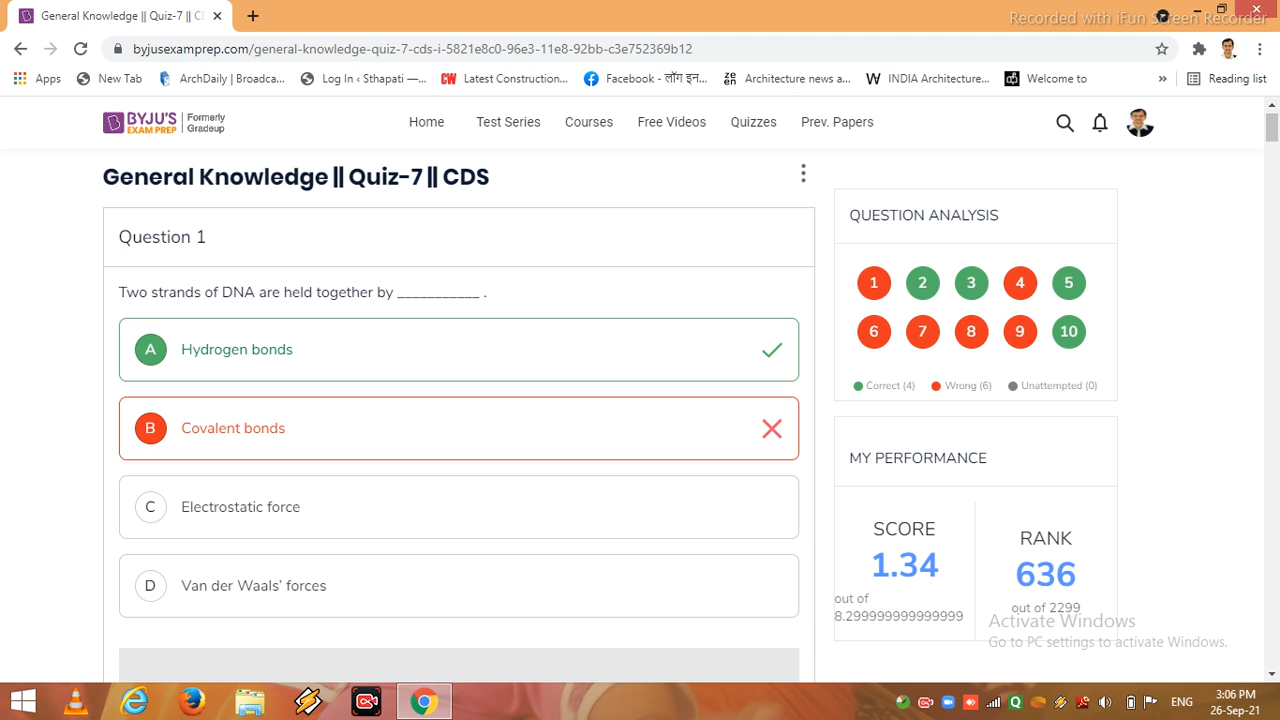 General Knowledge || Quiz-7 || CD
Recorded with iFun Screen Recorder
byjusexamprep.com/general-knowledge-quiz-7-cds-i-5821e8c0-96e3-11e8-92bb-c3e752369b12
Apps New Tab ArchDaily | Broadca... Log In ‹ Sthapati —... CW Latest Construction... Facebook - लॉग इन... ze en Architecture news a... W INDIA Architecture... Welcome to » Reading list
BYJU'S EXAM PREP | Formerly Gradeup Home Test Series Courses Free Videos Quizzes Prev. Papers
General Knowledge || Quiz-7 || CDS
Question 1
Two strands of DNA are held together by ___________ .
A Hydrogen bonds
B Covalent bonds
C Electrostatic force
D Van der Waals' forces
QUESTION ANALYSIS
1 2 3 4 5
6 7 8 9 10
Correct (4) Wrong (6) Unattempted (0)
MY PERFORMANCE
SCORE
1.34
out of
8.299999999999999
RANK
636
out of 2299
Activate Windows
Go to PC settings to activate Windows.
ENG
3:06 PM
26-Sep-21